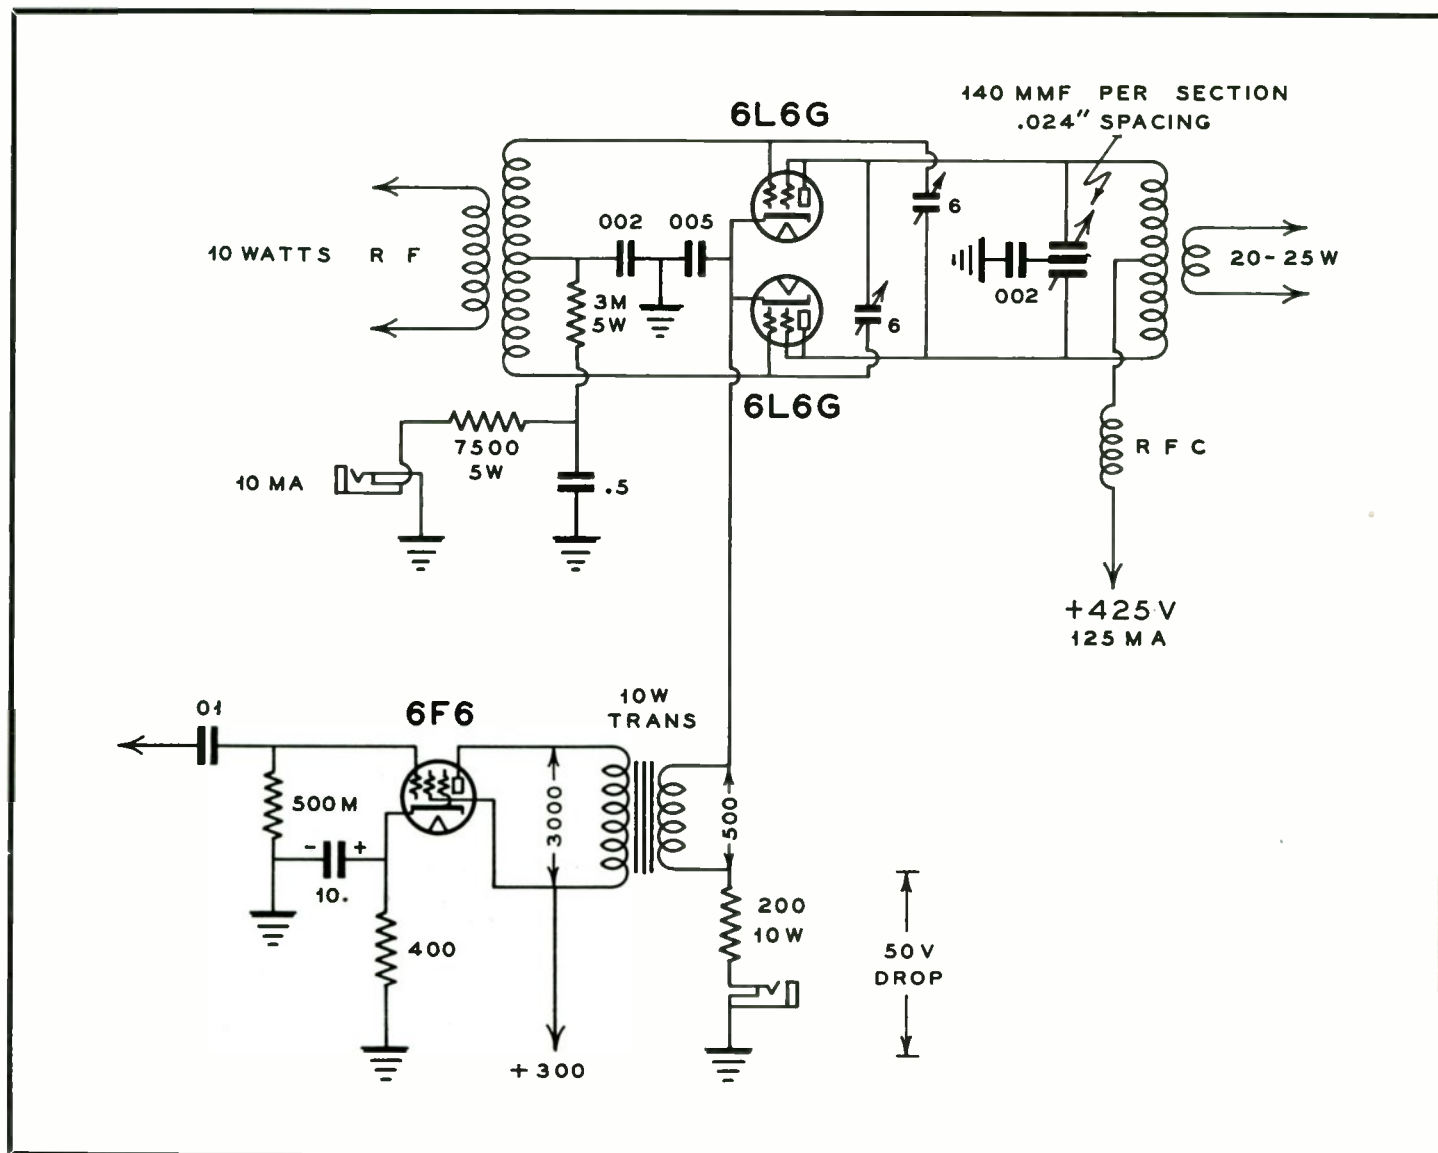 140 MMF PER SECTION
.024" SPACING
6L6G
10 WATTS R F
002
005
3M
5W
6
6
002
20-25W
6L6G
7500
5W
10 MA
.5
R F C
+425V
125 MA
01
6F6
10W
TRANS
500M
- +
10.
400
3000
500
200
10W
50V
DROP
+300